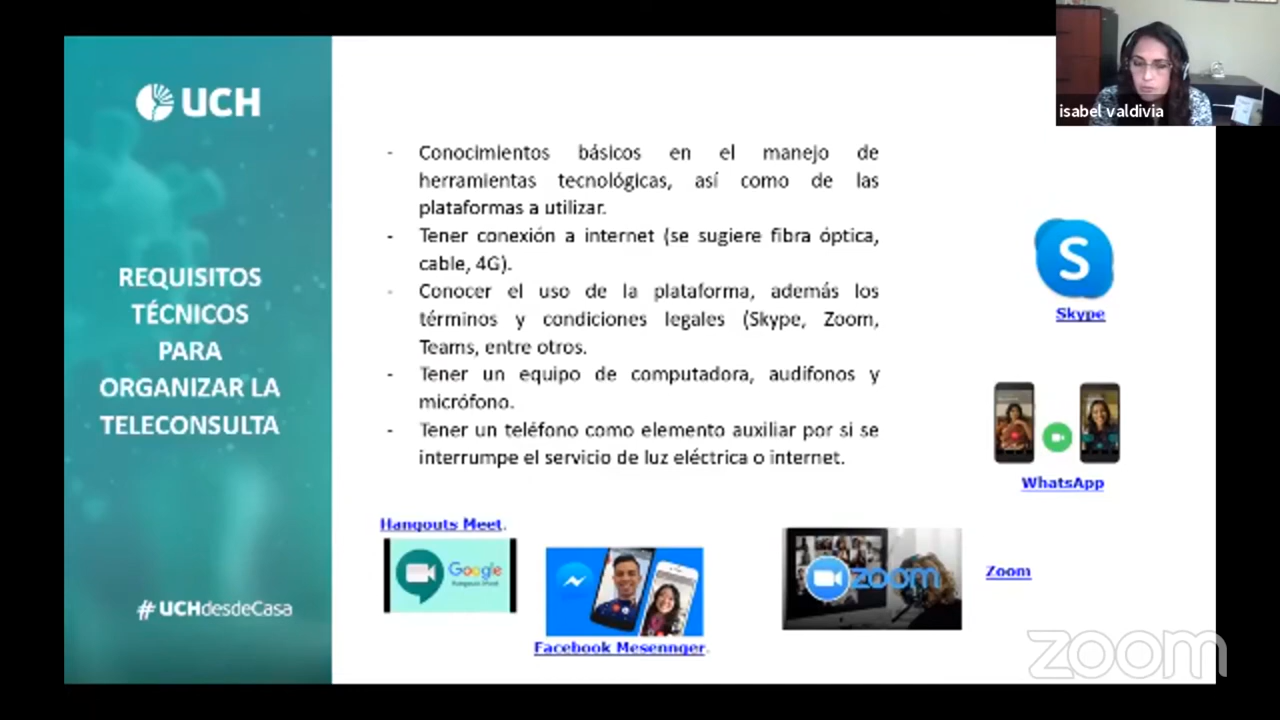 UCH
REQUISITOS
TÉCNICOS
PARA
ORGANIZAR LA
TELECONSULTA
#UCHdesdeCasa
- Conocimientos básicos en el manejo de
herramientas tecnológicas, así como de las
plataformas a utilizar.
- Tener conexión a internet (se sugiere fibra óptica,
cable, 4G).
- Conocer el uso de la plataforma, además los
términos y condiciones legales (Skype, Zoom,
Teams, entre otros.
- Tener un equipo de computadora, audífonos y
micrófono.
- Tener un teléfono como elemento auxiliar por si se
interrumpe el servicio de luz eléctrica o internet.
isabel valdivia
S
Skype
WhatsApp
Hangouts Meet.
Google
Hangouts Meet
Facebook Mesennger.
zoom
Zoom
zoom